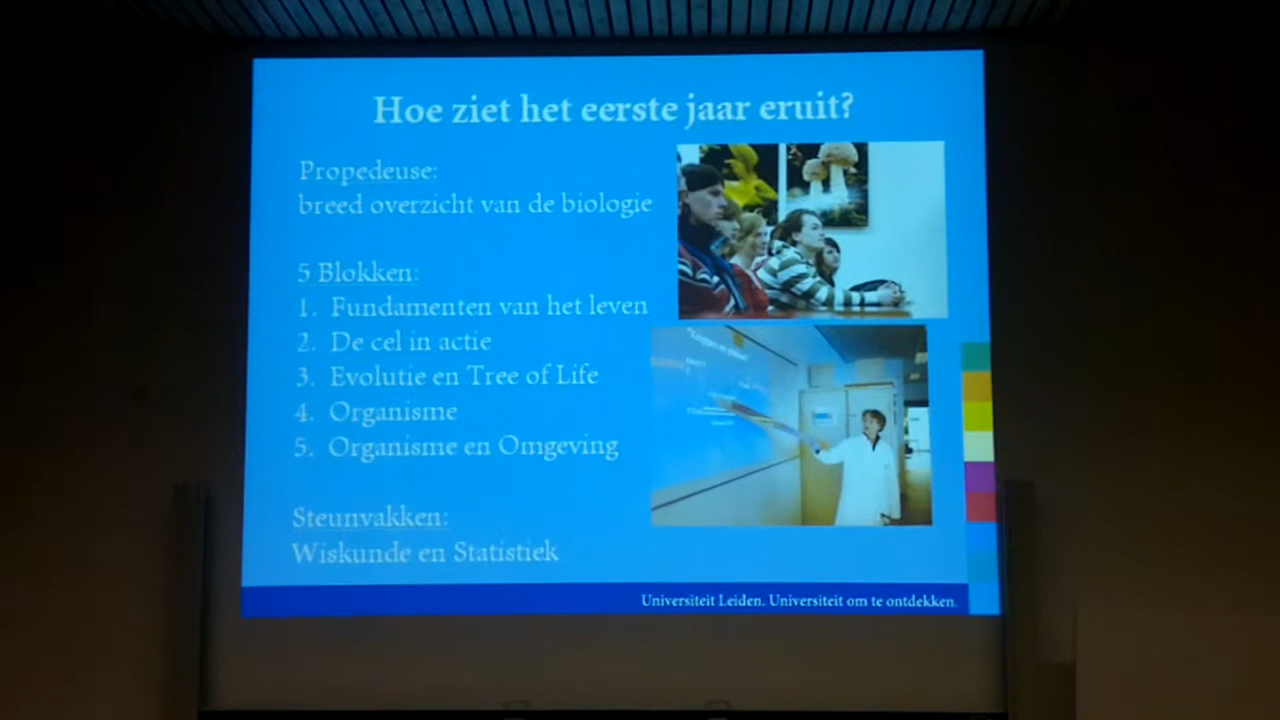 Hoe ziet het eerste jaar eruit?
Propedeuse:
breed overzicht van de biologie
5 Blokken:
1. Fundamenten van het leven
2. De cel in actie
3. Evolutie en Tree of Life
4. Organisme
5. Organisme en Omgeving
Steunvakken:
Wiskunde en Statistiek
Universiteit Leiden. Universiteit om te ontdekken.